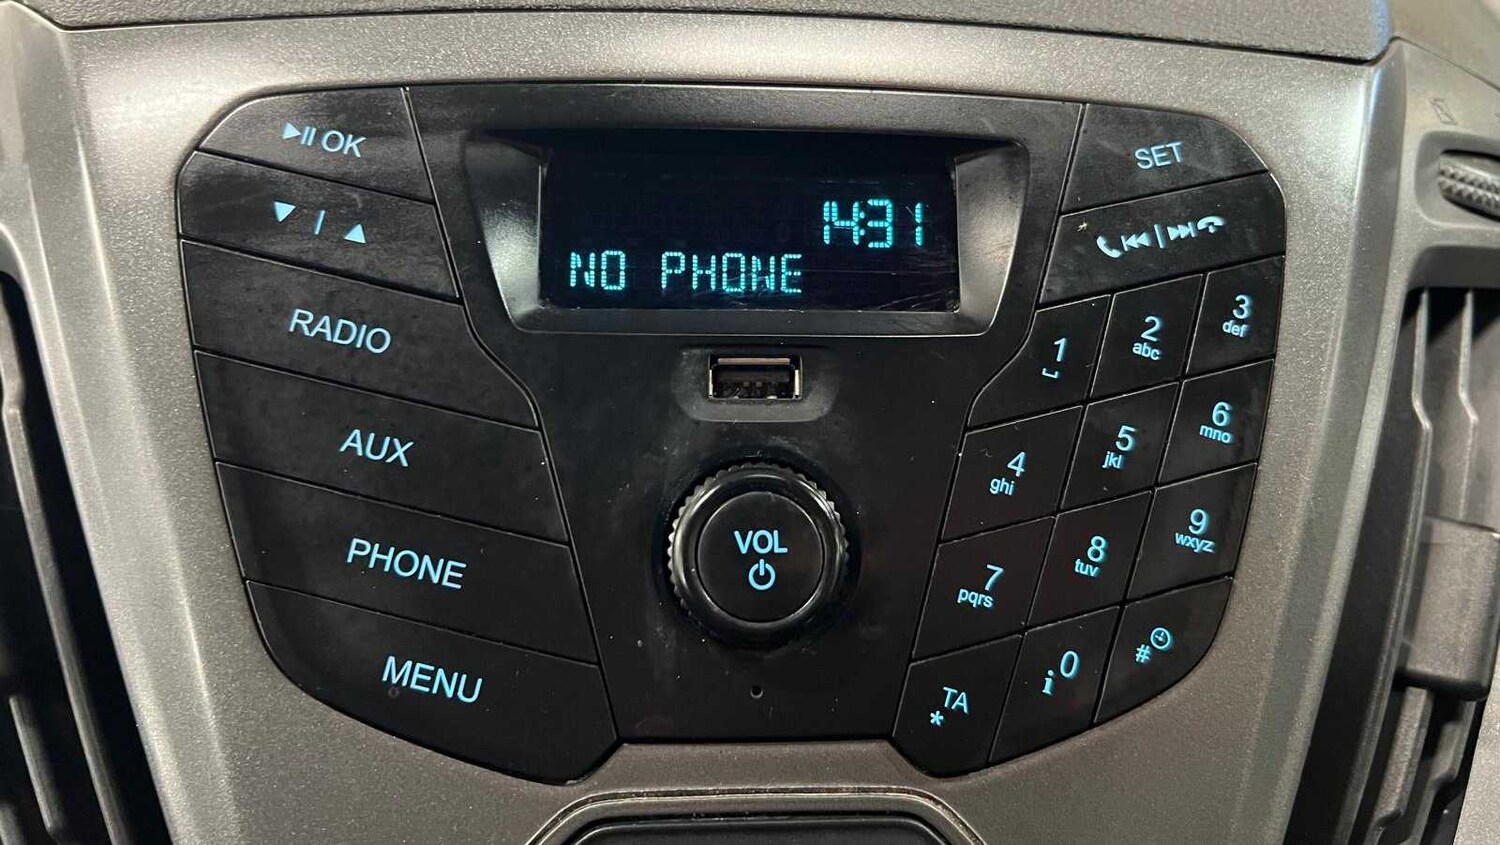 OK
SET
14:31
NO PHONE
RADIO
AUX
PHONE
MENU
VOL
1
2
abc
3
def
4
ghi
5
jkl
6
mno
7
pqrs
8
tuv
9
wxyz
TA
*
i 0
#